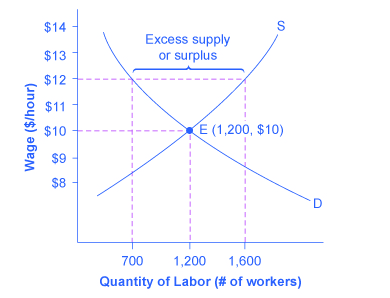 $14
$13
$12
$11
$10
$9
$8
Wage ($/hour)
Excess supply
or surplus
S
E (1,200, $10)
D
700
1,200
1,600
Quantity of Labor (# of workers)